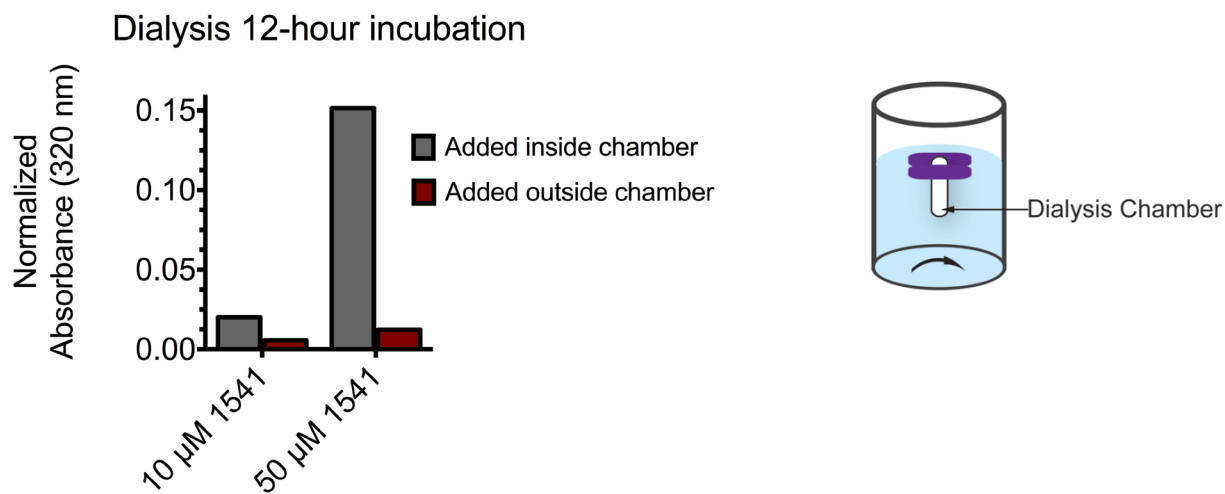 Dialysis 12-hour incubation
Normalized
Absorbance (320 nm)
0.15
0.10
0.05
0.00
10 µM 1541
50 µM 1541
Added inside chamber
Added outside chamber
Dialysis Chamber